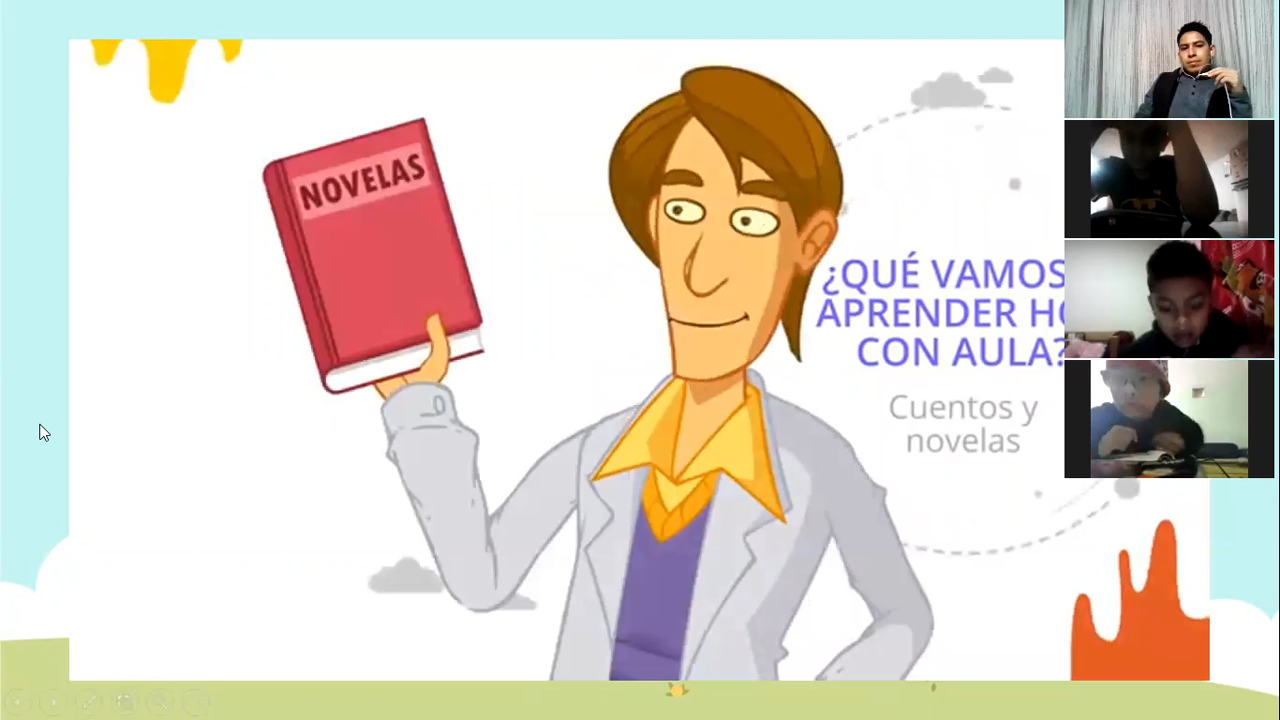 NOVELAS
¿QUÉ VAMOS
APRENDER
CON AULA?
Cuentos y
novelas